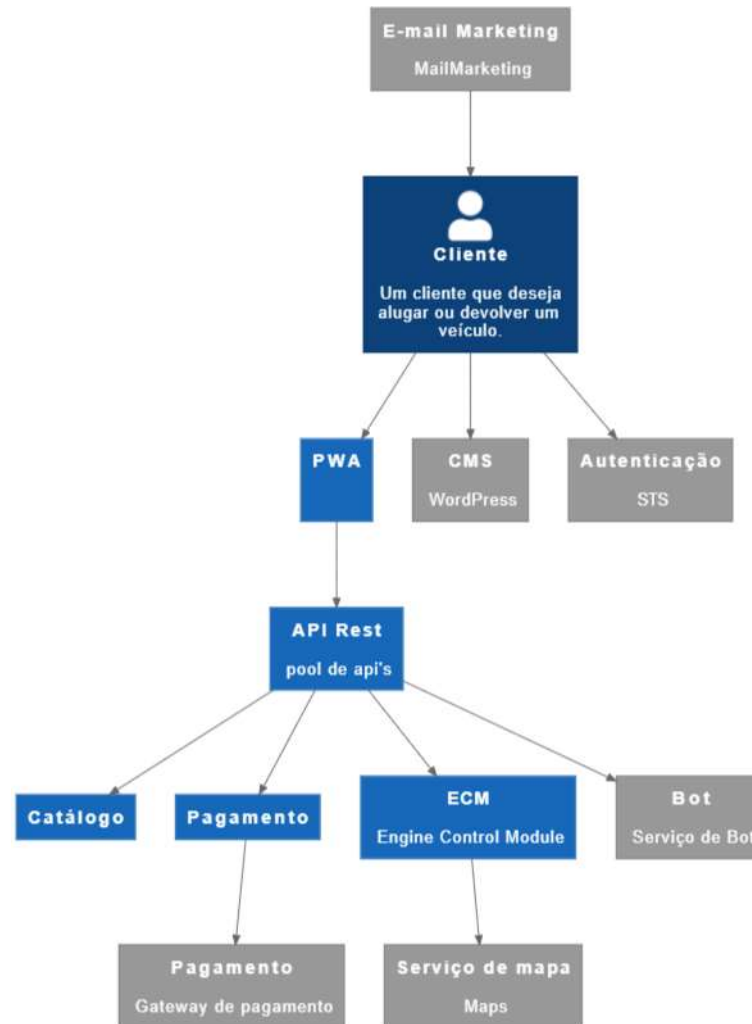 E-mail Marketing
MailMarketing
Cliente
Um cliente que deseja
alugar ou devolver um
veículo.
PWA
CMS
WordPress
Autenticação
STS
API Rest
pool de api's
Catálogo
Pagamento
ECM
Engine Control Module
Bot
Serviço de Bot
Pagamento
Gateway de pagamento
Serviço de mapa
Maps